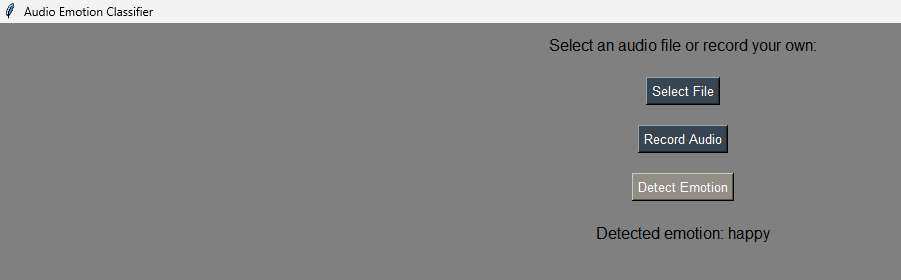 Audio Emotion Classifier
Select an audio file or record your own:
Select File
Record Audio
Detect Emotion
Detected emotion: happy